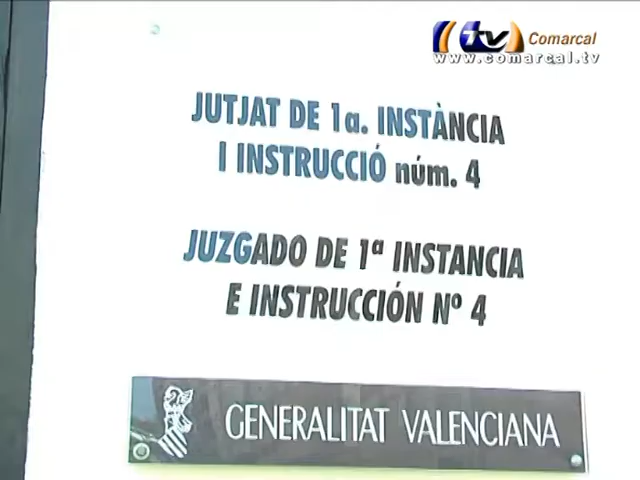 tv Comarcal
www.comarcal.tv
JUTJAT DE 1a. INSTÀNCIA
I INSTRUCCIÓ núm. 4
JUZGADO DE 1ª INSTANCIA
E INSTRUCCIÓN Nº 4
GENERALITAT VALENCIANA